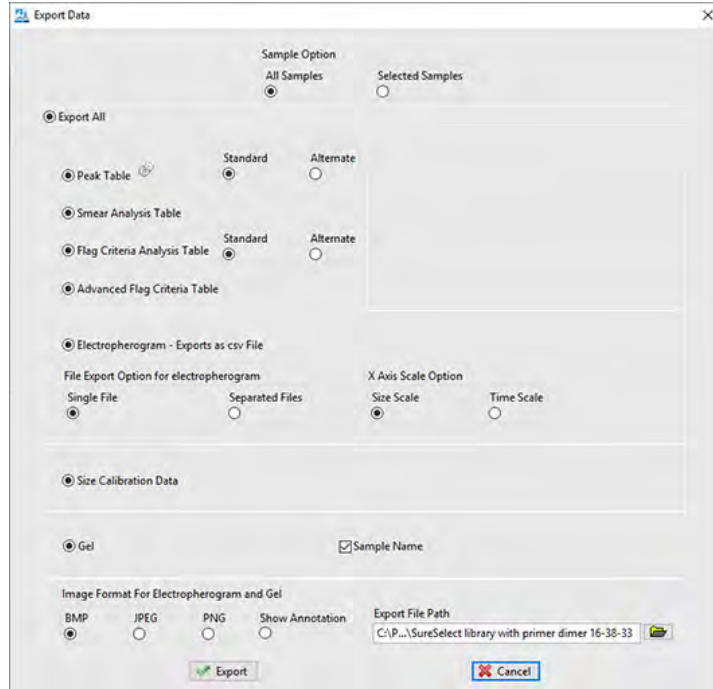 Export Data
Sample Option
All Samples Selected Samples
Export All
Standard Alternate
Peak Table
Smear Analysis Table
Standard Alternate
Flag Criteria Analysis Table
Advanced Flag Criteria Table
Electropherogram - Exports as csv File
File Export Option for electropherogram X Axis Scale Option
Single File Separated Files Size Scale Time Scale
Size Calibration Data
Gel Sample Name
Image Format For Electropherogram and Gel
Export File Path
BMP JPEG PNG Show Annotation
C:\P...\SureSelect library with primer dimer 16-38-33
Export Cancel